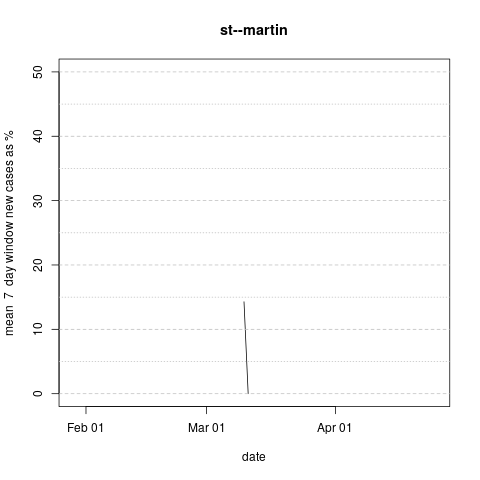 st--martin
mean  7  day window new cases as %
50
40
30
20
10
0
Feb 01
Mar 01
Apr 01
date